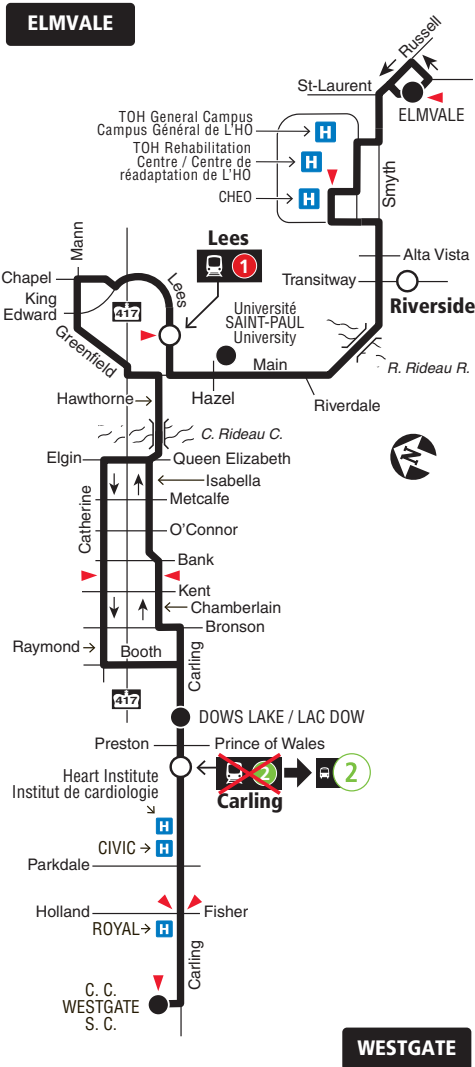 ELMVALE
Russell
St-Laurent
ELMVALE
TOH General Campus
Campus Général de L'HO
H
TOH Rehabilitation
Centre / Centre de
réadaptation de L'HO
H
CHEO
H
Smyth
Alta Vista
Transitway
Riverside
Lees
1
Mann
Chapel
King
Edward
417
Lees
Greenfield
Université
SAINT-PAUL
University
Main
R. Rideau R.
Hazel
Riverdale
Hawthorne
C. Rideau C.
N
Elgin
Queen Elizabeth
Isabella
Metcalfe
Catherine
O'Connor
Bank
Kent
Chamberlain
Bronson
Raymond
Booth
Carling
417
DOWS LAKE / LAC DOW
Preston
Prince of Wales
2
2
Carling
Heart Institute
Institut de cardiologie
H
CIVIC
H
Parkdale
Holland
Fisher
ROYAL
H
Carling
C. C.
WESTGATE
S. C.
WESTGATE